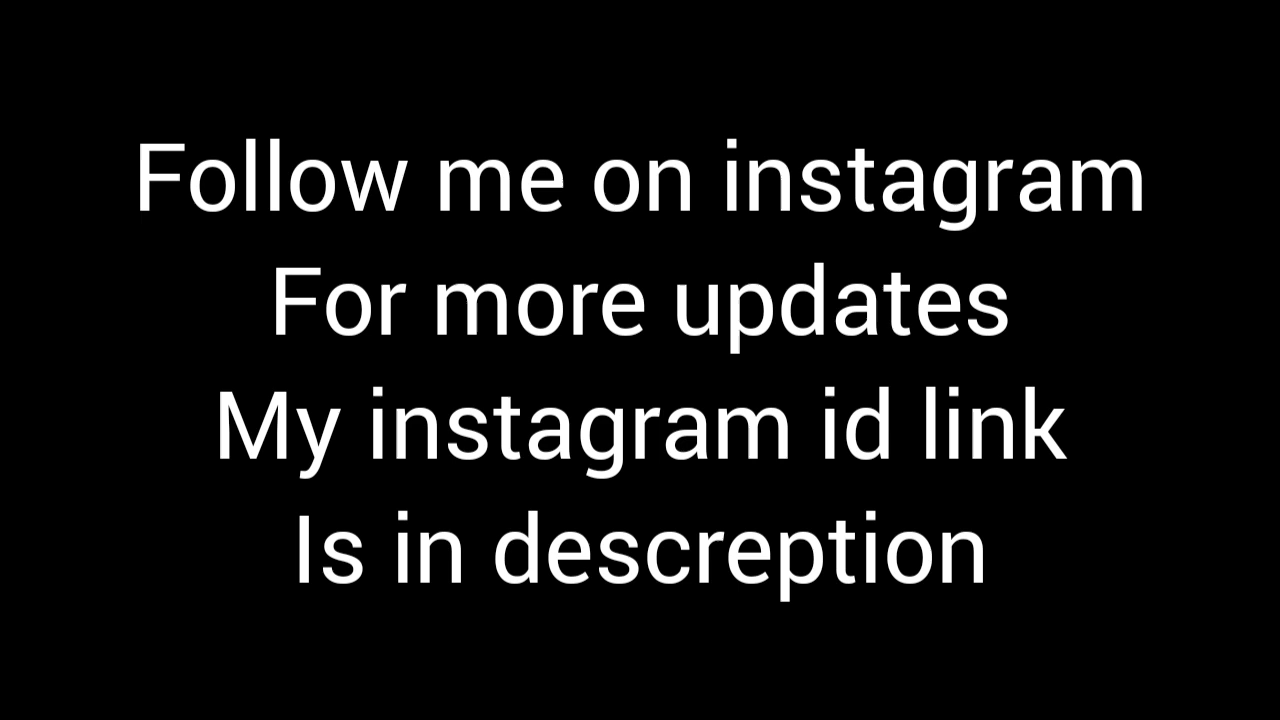 Follow me on instagram
For more updates
My instagram id link
Is in descreption